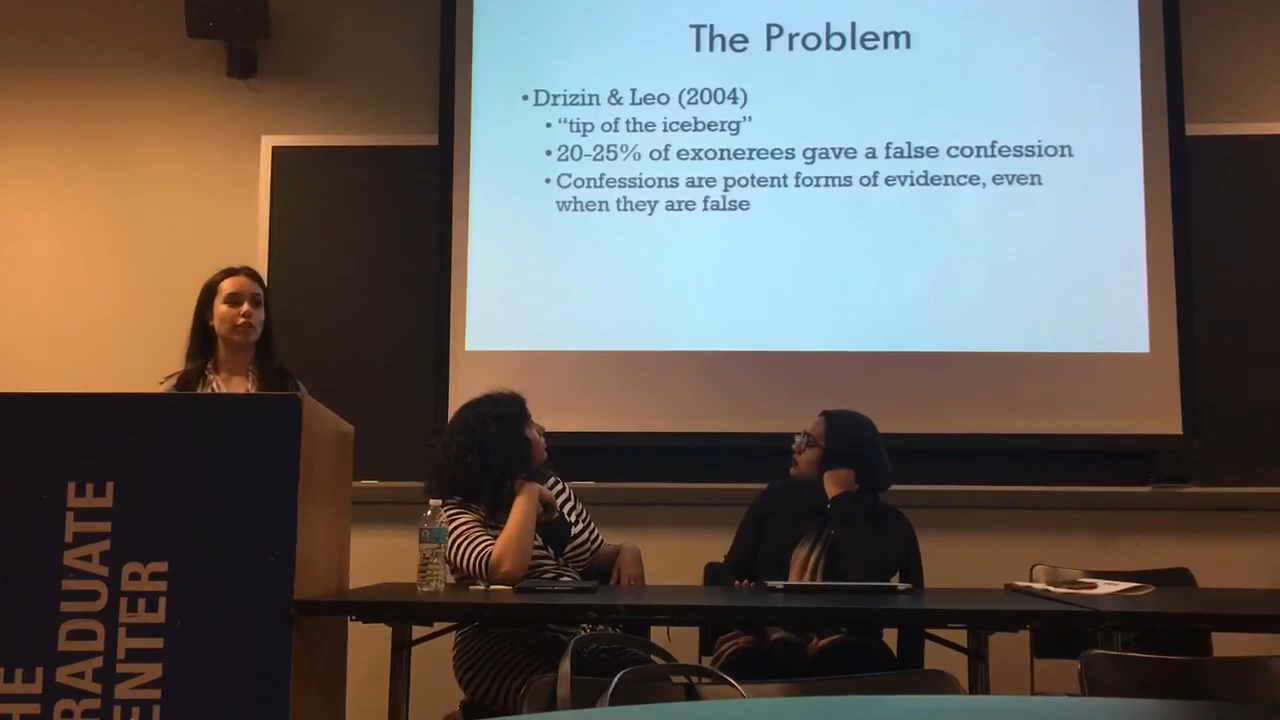 The Problem
• Drizin & Leo (2004)
• “tip of the iceberg”
• 20-25% of exonerees gave a false confession
• Confessions are potent forms of evidence, even
when they are false
HE
RADUATE
ENTER